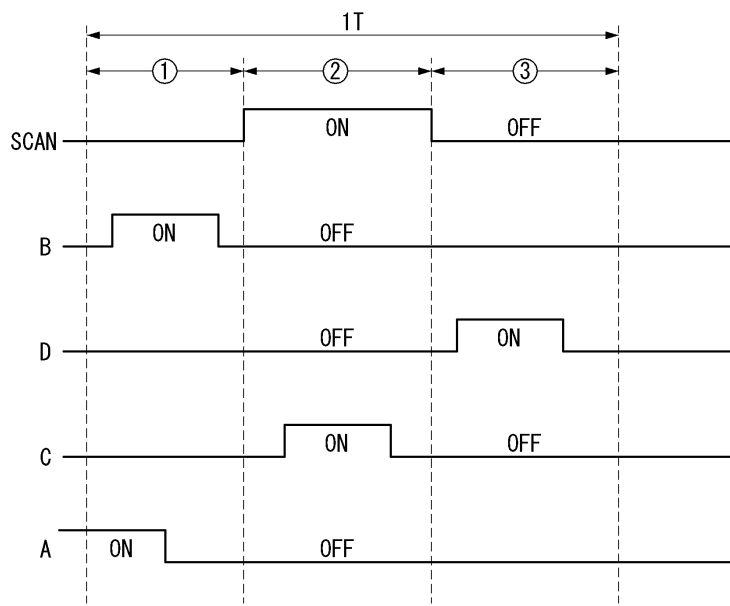 1T
① ② ③
SCAN ON OFF
B ON OFF
D OFF ON
C ON OFF
A ON OFF